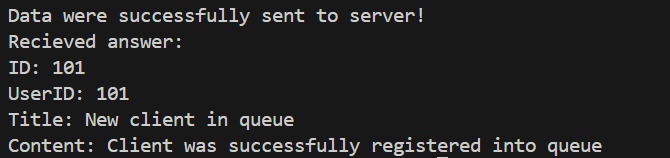 Data were successfully sent to server!
Recieved answer:
ID: 101
UserID: 101
Title: New client in queue
Content: Client was successfully registered into queue